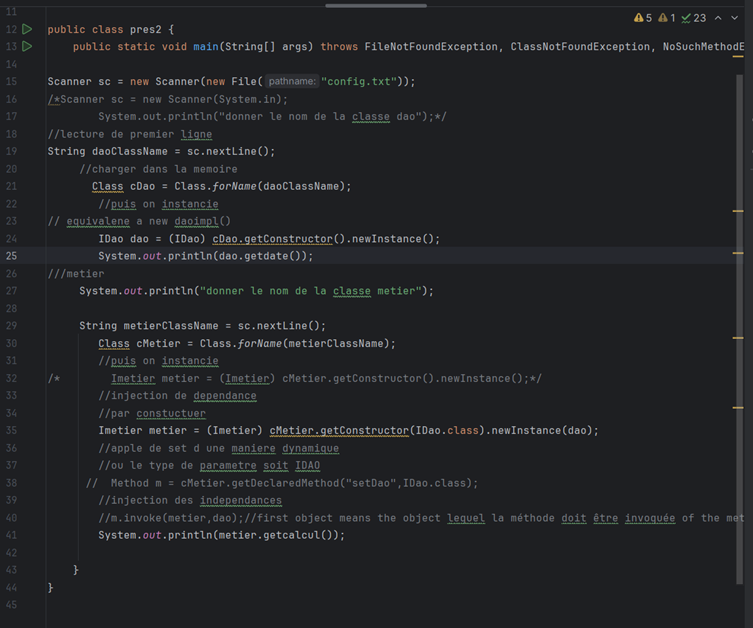 11
5 1 23
12 public class pres2 {
13 public static void main(String[] args) throws FileNotFoundException, ClassNotFoundException, NoSuchMethodE
14
15 Scanner sc = new Scanner(new File( pathname: "config.txt"));
16 /*Scanner sc = new Scanner(System.in);
17 System.out.println("donner le nom de la classe dao");*/
18 //lecture de premier ligne
19 String daoClassName = sc.nextLine();
20 //charger dans la memoire
21 Class cDao = Class.forName(daoClassName);
22 //puis on instancie
23 // equivalene a new daoimpl()
24 IDao dao = (IDao) cDao.getConstructor().newInstance();
25 System.out.println(dao.getdate());
26 ///metier
27 System.out.println("donner le nom de la classe metier");
28
29 String metierClassName = sc.nextLine();
30 Class cMetier = Class.forName(metierClassName);
31 //puis on instancie
32 /* Imetier metier = (Imetier) cMetier.getConstructor().newInstance();*/
33 //injection de dependance
34 //par constuctuer
35 Imetier metier = (Imetier) cMetier.getConstructor(IDao.class).newInstance(dao);
36 //apple de set d une maniere dynamique
37 //ou le type de parametre soit IDAO
38 // Method m = cMetier.getDeclaredMethod("setDao",IDao.class);
39 //injection des independances
40 //m.invoke(metier,dao);//first object means the object lequel la méthode doit être invoquée of the met
41 System.out.println(metier.getcalcul());
42
43 }
44 }
45